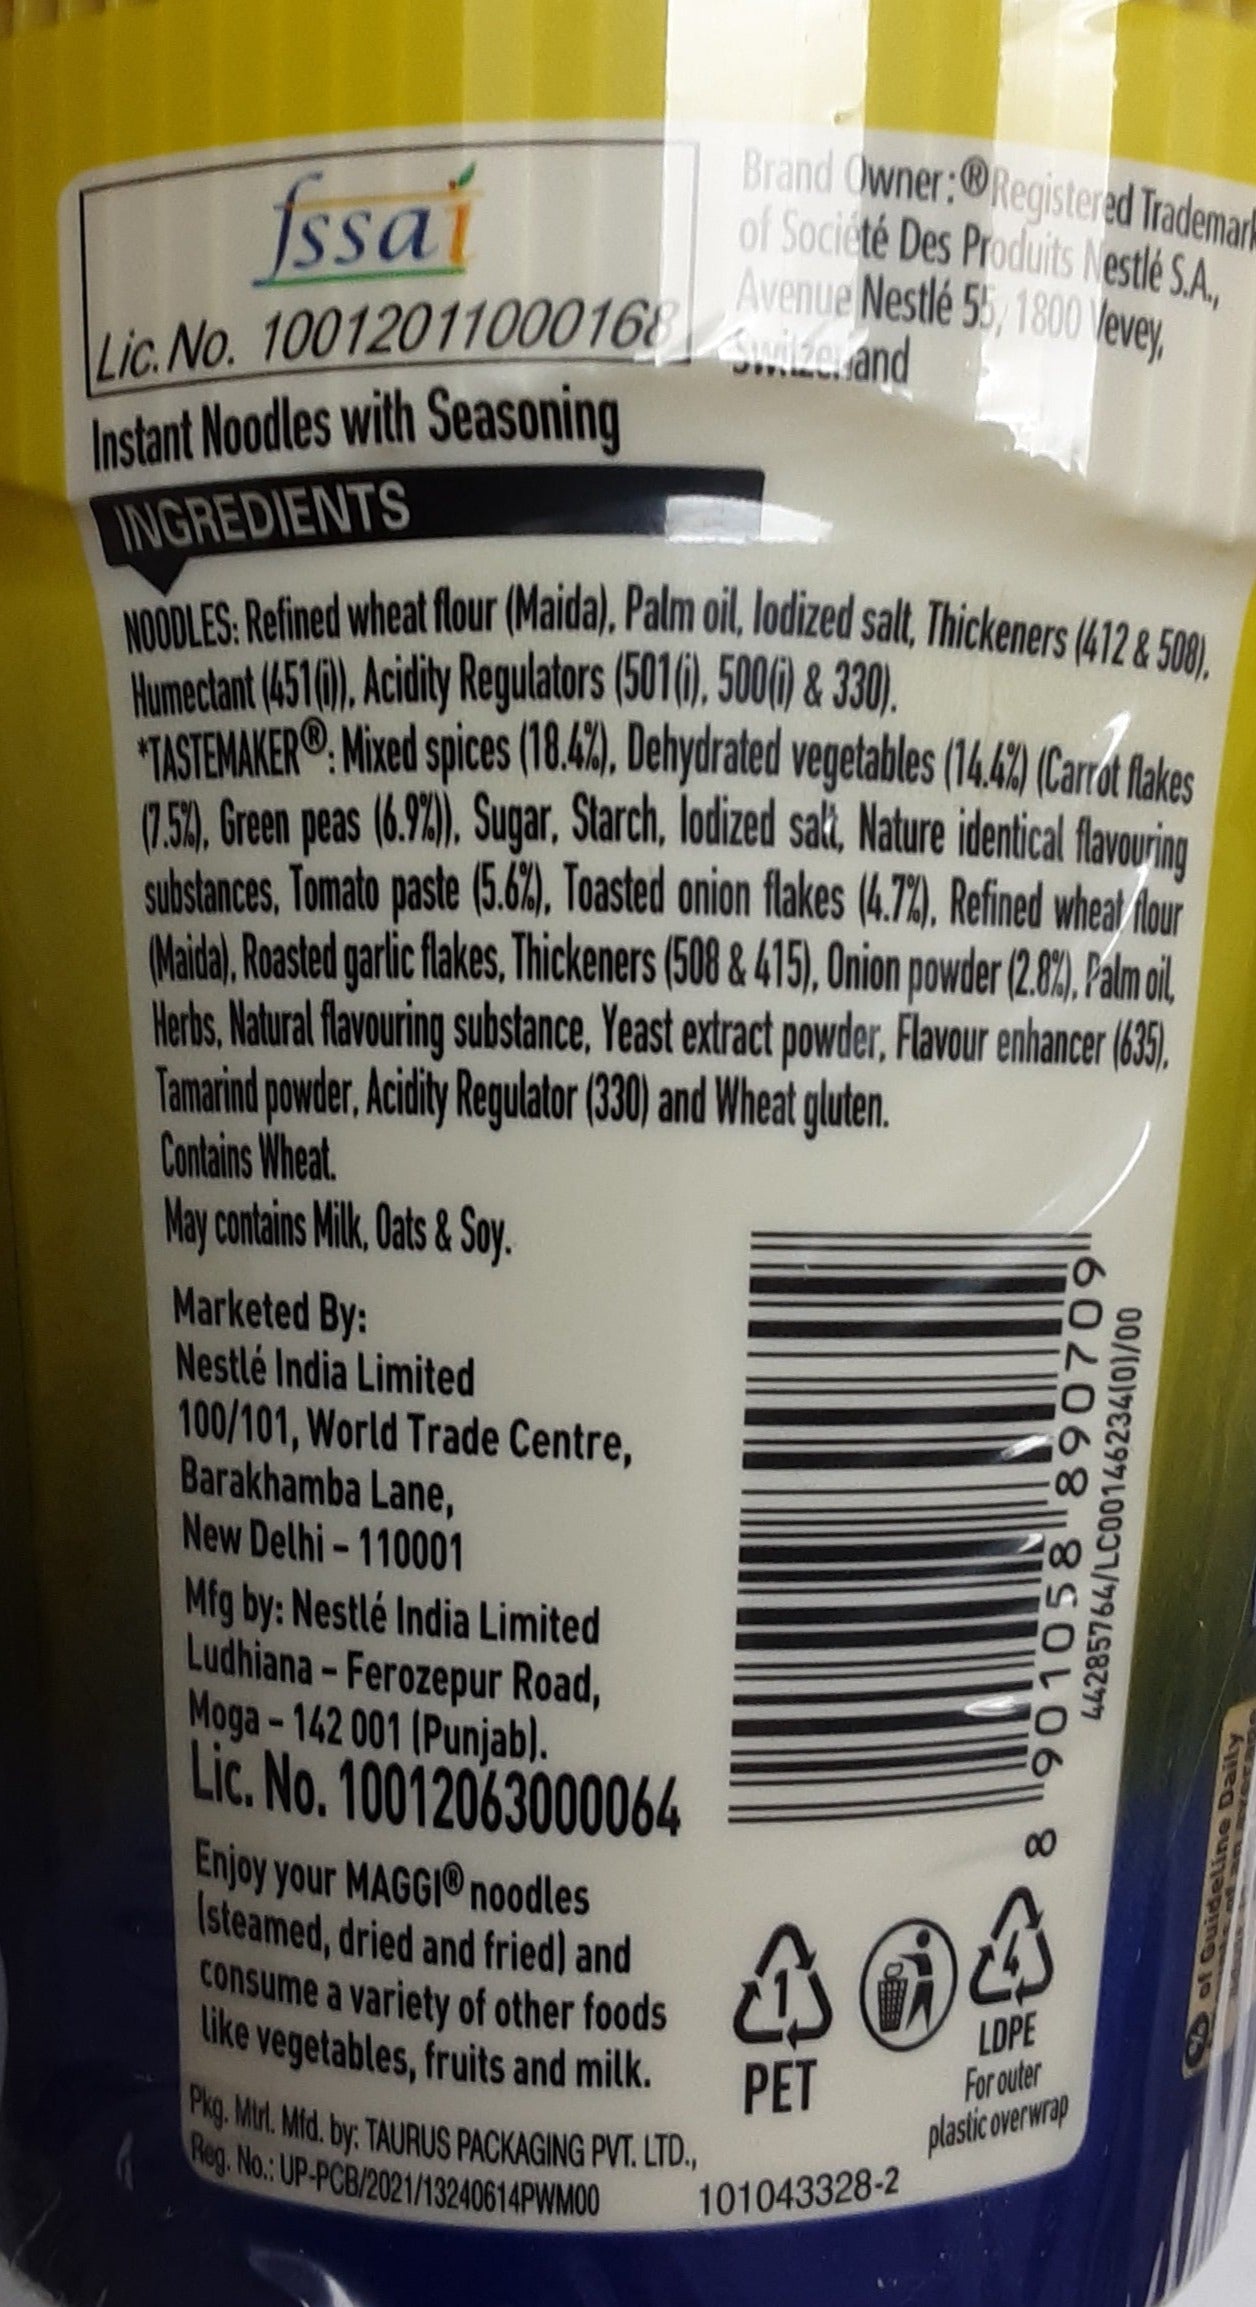 fssai
Lic. No. 10012011000168
Brand Owner: ®Registered Trademark
of Société Des Produits Nestlé S.A.,
Avenue Nestlé 55, 1800 Vevey,
Switzerland
Instant Noodles with Seasoning
INGREDIENTS
NOODLES: Refined wheat flour (Maida), Palm oil, Iodized salt, Thickeners (412 & 508),
Humectant (451(i)), Acidity Regulators (501(i), 500(i) & 330).
*TASTEMAKER®: Mixed spices (18.4%), Dehydrated vegetables (14.4%) (Carrot flakes
(7.5%), Green peas (6.9%)), Sugar, Starch, Iodized salt, Nature identical flavouring
substances, Tomato paste (5.6%), Toasted onion flakes (4.7%), Refined wheat flour
(Maida), Roasted garlic flakes, Thickeners (508 & 415), Onion powder (2.8%), Palm oil,
Herbs, Natural flavouring substance, Yeast extract powder, Flavour enhancer (635),
Tamarind powder, Acidity Regulator (330) and Wheat gluten.
Contains Wheat.
May contains Milk, Oats & Soy.
Marketed By:
Nestlé India Limited
100/101, World Trade Centre,
Barakhamba Lane,
New Delhi – 110001
Mfg by: Nestlé India Limited
Ludhiana – Ferozepur Road,
Moga – 142 001 (Punjab).
Lic. No. 10012063000064
Enjoy your MAGGI® noodles
(steamed, dried and fried) and
consume a variety of other foods
like vegetables, fruits and milk.
Pkg. Mtrl. Mfd. by: TAURUS PACKAGING PVT. LTD.,
Reg. No.: UP-PCB/2021/13240614PWM00
8 901058 890709
44285764/LC00146234(0)/00
1
PET
4
LDPE
For outer
plastic overwrap
101043328-2
of Guideline Daily